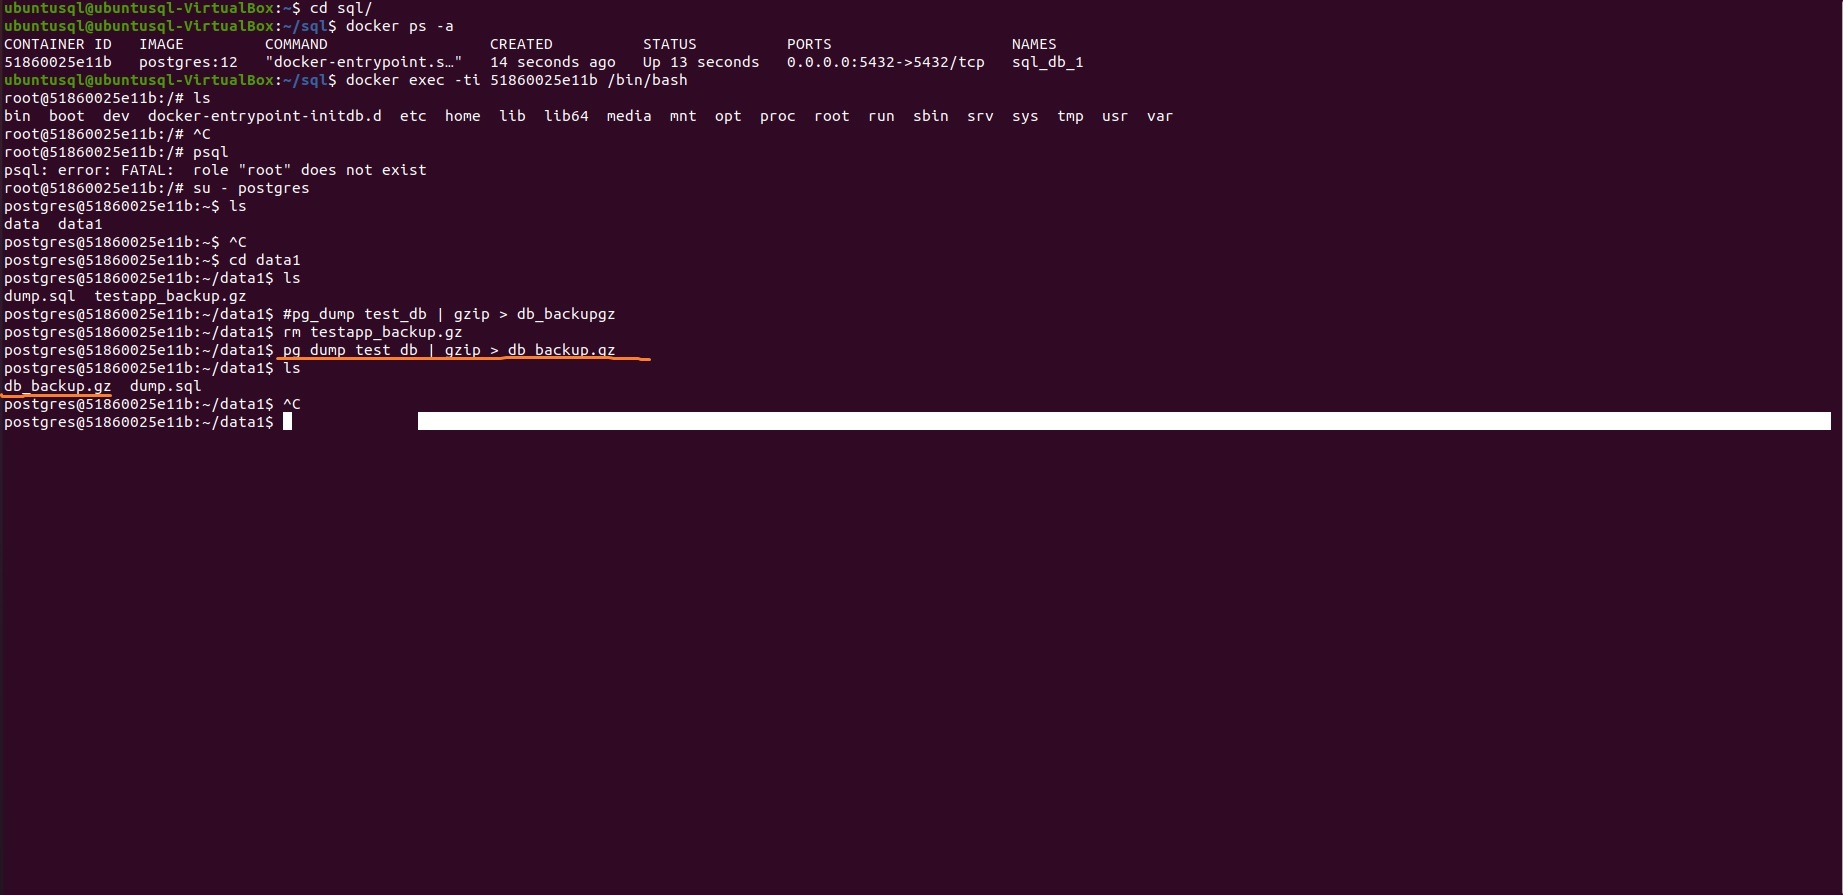 ubuntusql@ubuntusql-VirtualBox:~$ cd sql/
ubuntusql@ubuntusql-VirtualBox:~/sql$ docker ps -a
CONTAINER ID   IMAGE         COMMAND                  CREATED          STATUS          PORTS                    NAMES
51860025e11b   postgres:12   "docker-entrypoint.s…"   14 seconds ago   Up 13 seconds   0.0.0.0:5432->5432/tcp   sql_db_1
ubuntusql@ubuntusql-VirtualBox:~/sql$ docker exec -ti 51860025e11b /bin/bash
root@51860025e11b:/# ls
bin  boot  dev  docker-entrypoint-initdb.d  etc  home  lib  lib64  media  mnt  opt  proc  root  run  sbin  srv  sys  tmp  usr  var
root@51860025e11b:/# ^C
root@51860025e11b:/# psql
psql: error: FATAL:  role "root" does not exist
root@51860025e11b:/# su - postgres
postgres@51860025e11b:~$ ls
data  data1
postgres@51860025e11b:~$ ^C
postgres@51860025e11b:~$ cd data1
postgres@51860025e11b:~/data1$ ls
dump.sql  testapp_backup.gz
postgres@51860025e11b:~/data1$ #pg_dump test_db | gzip > db_backupgz
postgres@51860025e11b:~/data1$ rm testapp_backup.gz
postgres@51860025e11b:~/data1$ pg_dump test_db | gzip > db_backup.gz
postgres@51860025e11b:~/data1$ ls
db_backup.gz  dump.sql
postgres@51860025e11b:~/data1$ ^C
postgres@51860025e11b:~/data1$